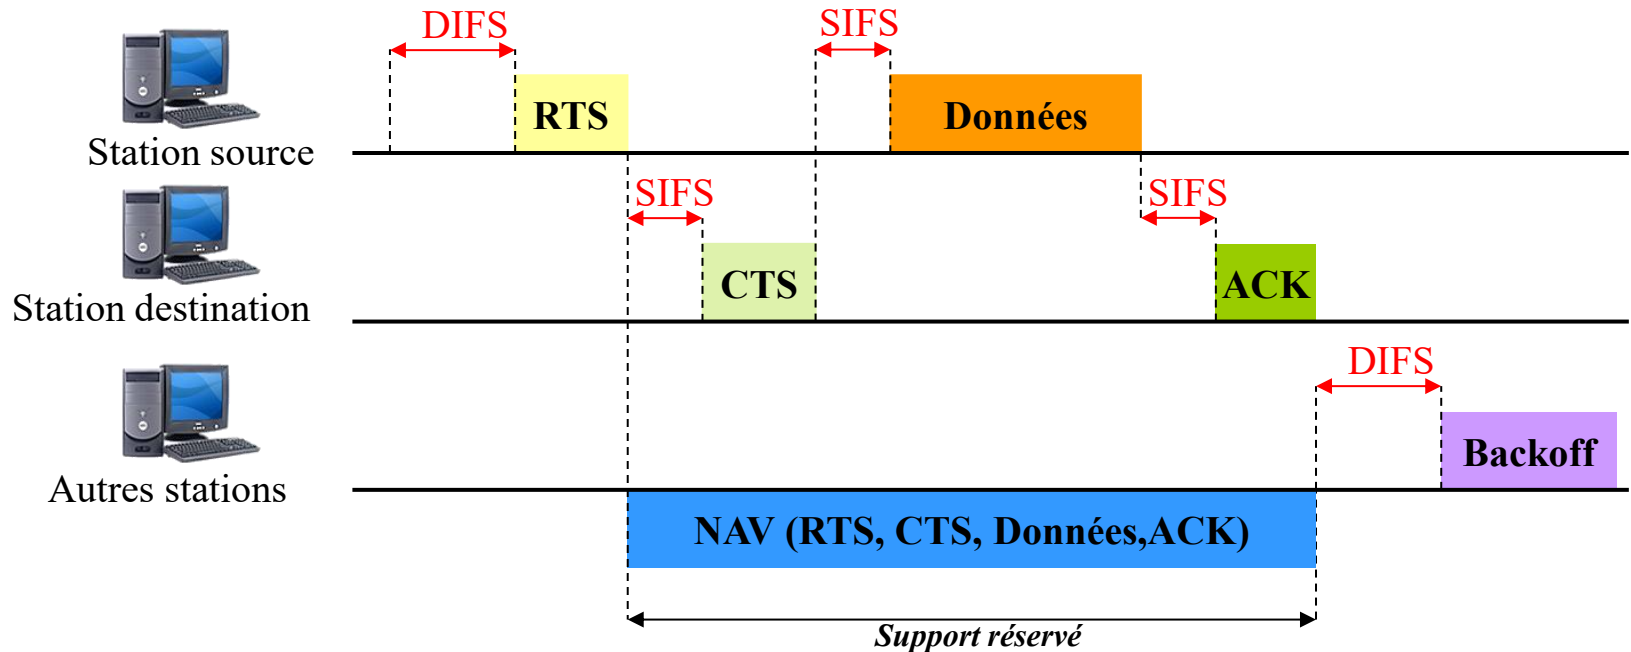 DIFS
SIFS
RTS
Données
Station source
SIFS
SIFS
CTS
ACK
Station destination
DIFS
Backoff
Autres stations
NAV (RTS, CTS, Données,ACK)
Support réservé